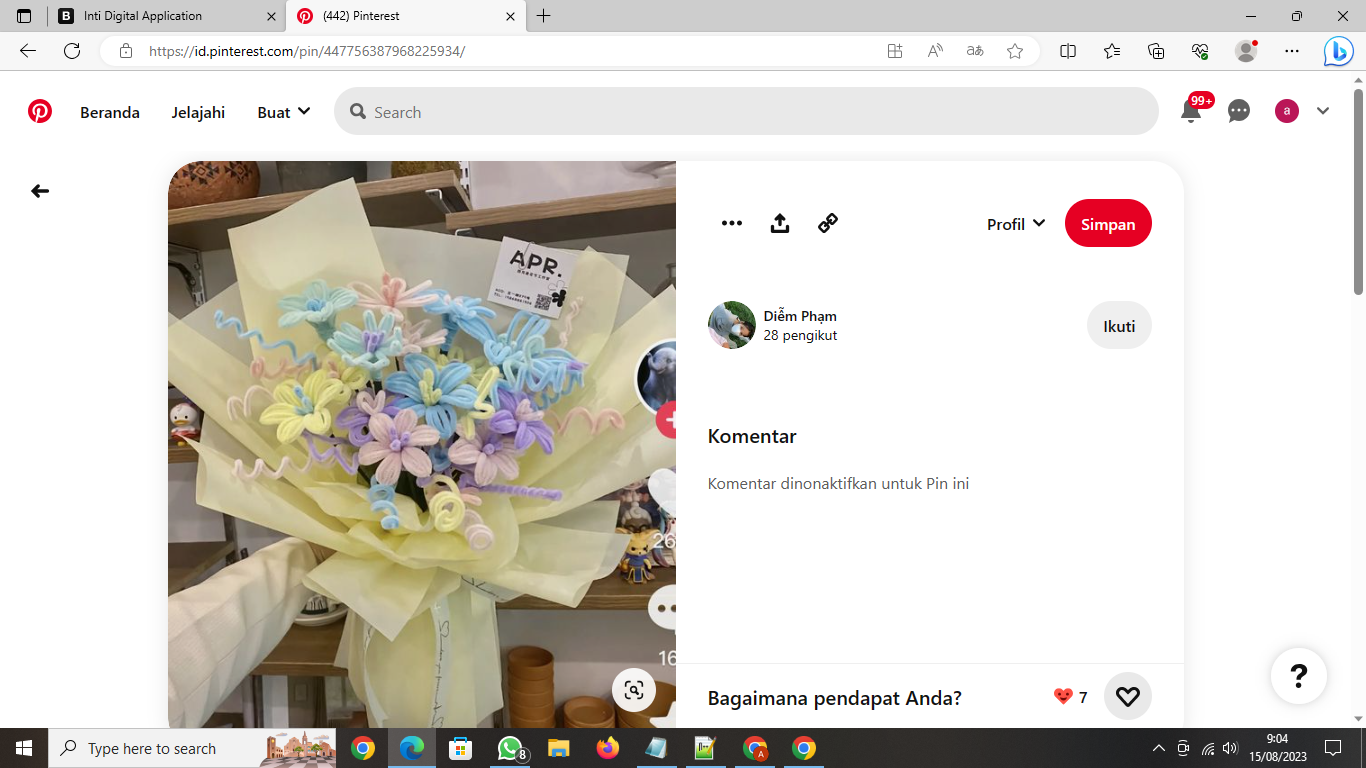 Inti Digital Application
(442) Pinterest
https://id.pinterest.com/pin/447756387968225934/
Beranda
Jelajahi
Buat
Search
99+
a
APR.
Profil
Simpan
Diễm Phạm
28 pengikut
Ikuti
Komentar
Komentar dinonaktifkan untuk Pin ini
26
16
Bagaimana pendapat Anda?
7
?
Type here to search
8
A
9:04
15/08/2023